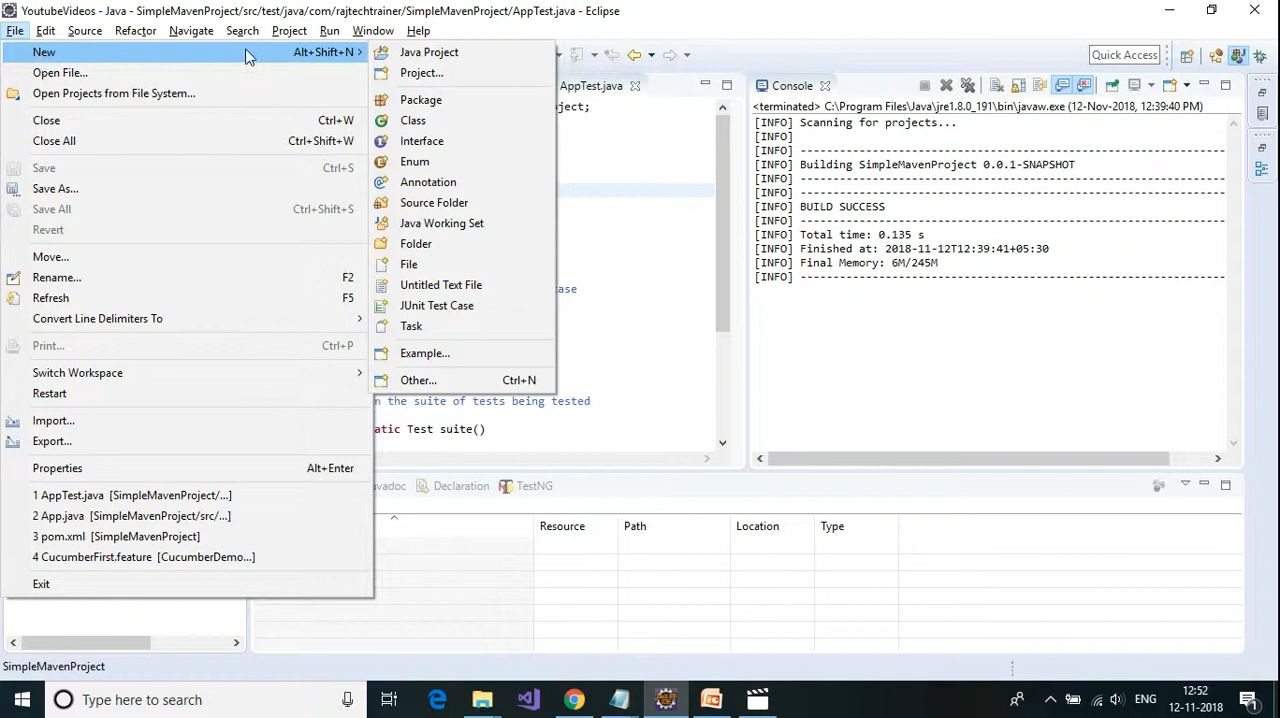 YoutubeVideos - Java - SimpleMavenProject/src/test/java/com/rajtechtrainer/SimpleMavenProject/AppTest.java - Eclipse
File Edit Source Refactor Navigate Search Project Run Window Help
Quick Access
New Alt+Shift+N
Open File...
Open Projects from File System...
Close Ctrl+W
Close All Ctrl+Shift+W
Save Ctrl+S
Save As...
Save All Ctrl+Shift+S
Revert
Move...
Rename... F2
Refresh F5
Convert Line Delimiters To
Print... Ctrl+P
Switch Workspace
Restart
Import...
Export...
Properties Alt+Enter
1 AppTest.java [SimpleMavenProject/...]
2 App.java [SimpleMavenProject/src/...]
3 pom.xml [SimpleMavenProject]
4 CucumberFirst.feature [CucumberDemo...]
Exit
Java Project
Project...
Package
Class
Interface
Enum
Annotation
Source Folder
Java Working Set
Folder
File
Untitled Text File
JUnit Test Case
Task
Example...
Other... Ctrl+N
AppTest.java
oject;
ase
n the suite of tests being tested
atic Test suite()
Console
<terminated> C:\Program Files\Java\jre1.8.0_191\bin\javaw.exe (12-Nov-2018, 12:39:40 PM)
[INFO] Scanning for projects...
[INFO]
[INFO] ------------------------------------------------------------------------
[INFO] Building SimpleMavenProject 0.0.1-SNAPSHOT
[INFO] ------------------------------------------------------------------------
[INFO] ------------------------------------------------------------------------
[INFO] BUILD SUCCESS
[INFO] ------------------------------------------------------------------------
[INFO] Total time: 0.135 s
[INFO] Finished at: 2018-11-12T12:39:41+05:30
[INFO] Final Memory: 6M/245M
[INFO] ------------------------------------------------------------------------
avadoc Declaration TestNG
Resource Path Location Type
SimpleMavenProject
Type here to search
ENG
12:52
12-11-2018
1